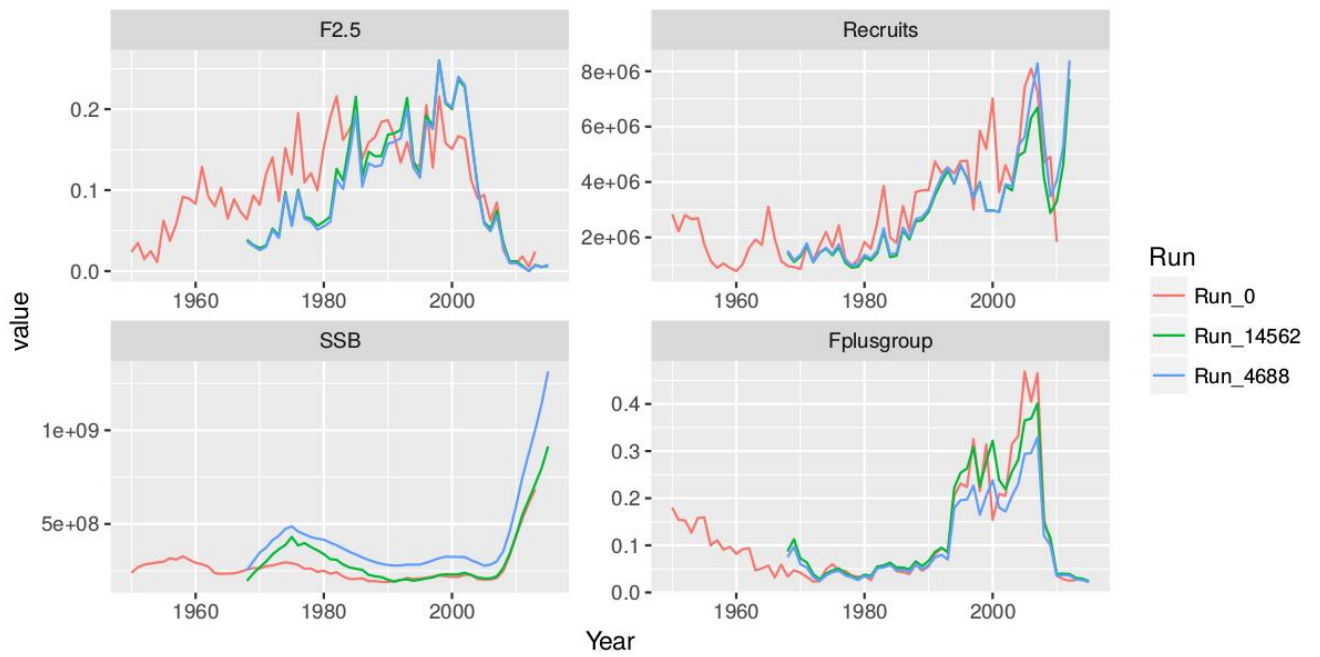 F2.5
Recruits
0.2
0.1
0.0
8e+06
6e+06
4e+06
2e+06
1960 1980 2000
1960 1980 2000
SSB
Fplusgroup
1e+09
5e+08
0.4
0.3
0.2
0.1
0.0
1960 1980 2000
1960 1980 2000
value
Year
Run
Run_0
Run_14562
Run_4688